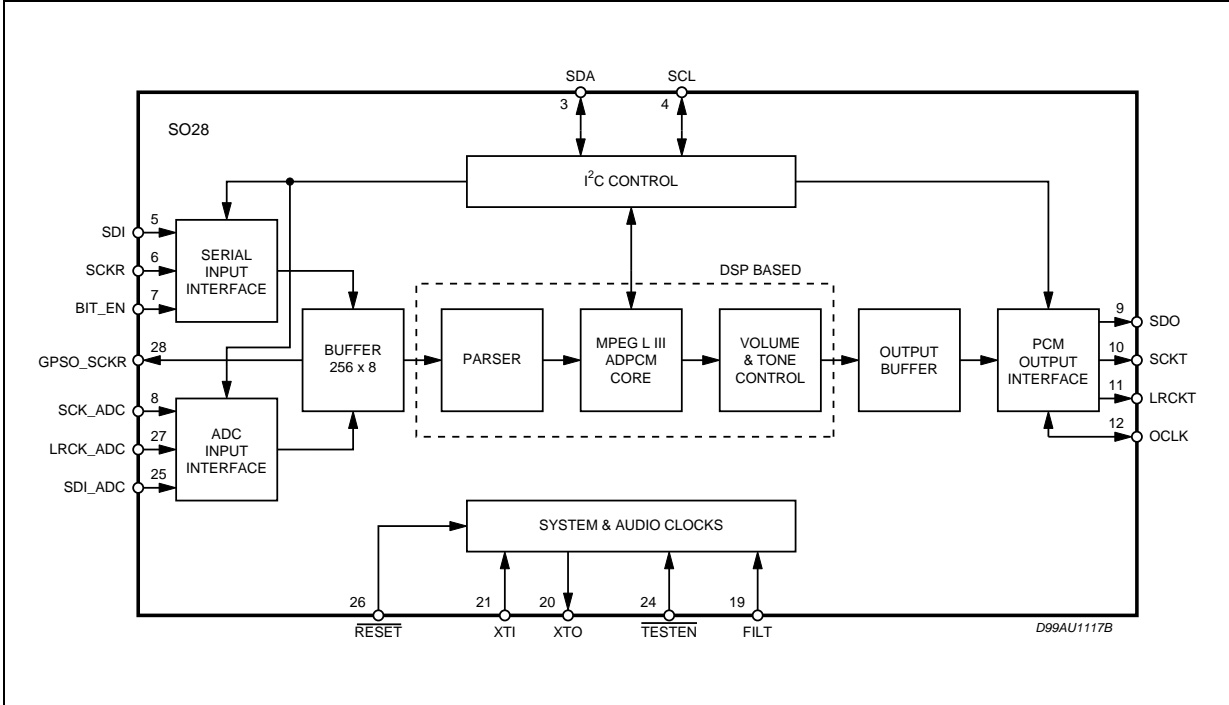 SDA
SCL
3
4
SO28
I²C CONTROL
SDI
5
SCKR
6
BIT_EN
7
SERIAL
INPUT
INTERFACE
GPSO_SCKR
28
SCK_ADC
8
LRCK_ADC
27
SDI_ADC
25
ADC
INPUT
INTERFACE
BUFFER
256 x 8
DSP BASED
PARSER
MPEG L III
ADPCM
CORE
VOLUME
& TONE
CONTROL
OUTPUT
BUFFER
PCM
OUTPUT
INTERFACE
9
SDO
10
SCKT
11
LRCKT
12
OCLK
SYSTEM & AUDIO CLOCKS
26
21
20
24
19
RESET
XTI
XTO
TESTEN
FILT
D99AU1117B